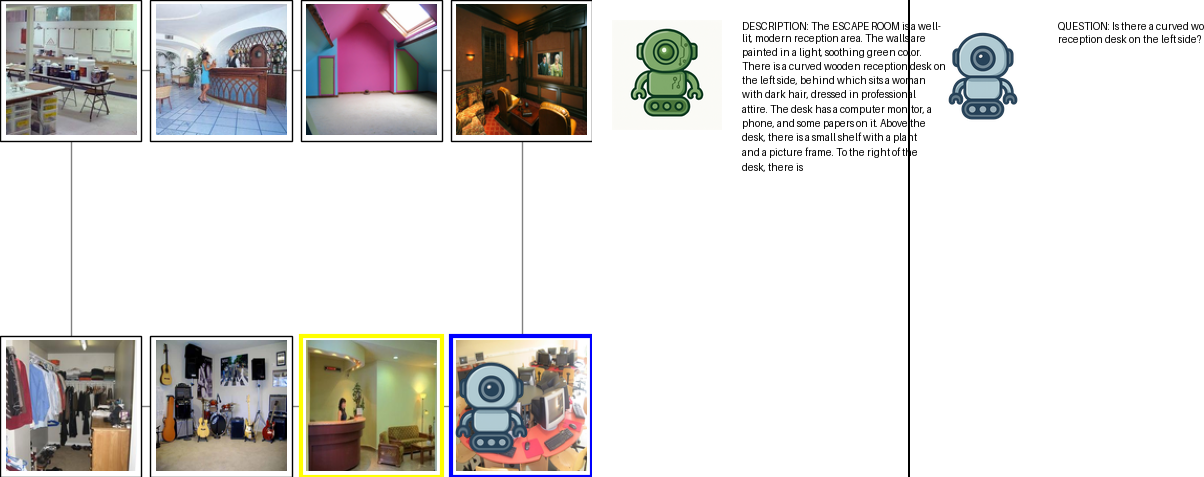 DESCRIPTION: The ESCAPE ROOM is a well-
lit, modern reception area. The walls are
painted in a light, soothing green color.
There is a curved wooden reception desk on
the left side, behind which sits a woman
with dark hair, dressed in professional
attire. The desk has a computer monitor, a
phone, and some papers on it. Above the
desk, there is a small shelf with a plant
and a picture frame. To the right of the
desk, there is
QUESTION: Is there a curved wo
reception desk on the left side?